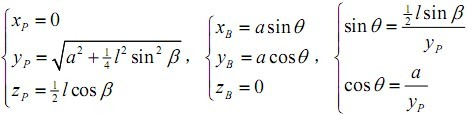 { x_P = 0
y_P = √(a² + ¼ l² sin² β) ,
z_P = ½ l cos β
{ x_B = a sin θ
y_B = a cos θ ,
z_B = 0
{ sin θ = (½ l sin β) / y_P
cos θ = a / y_P